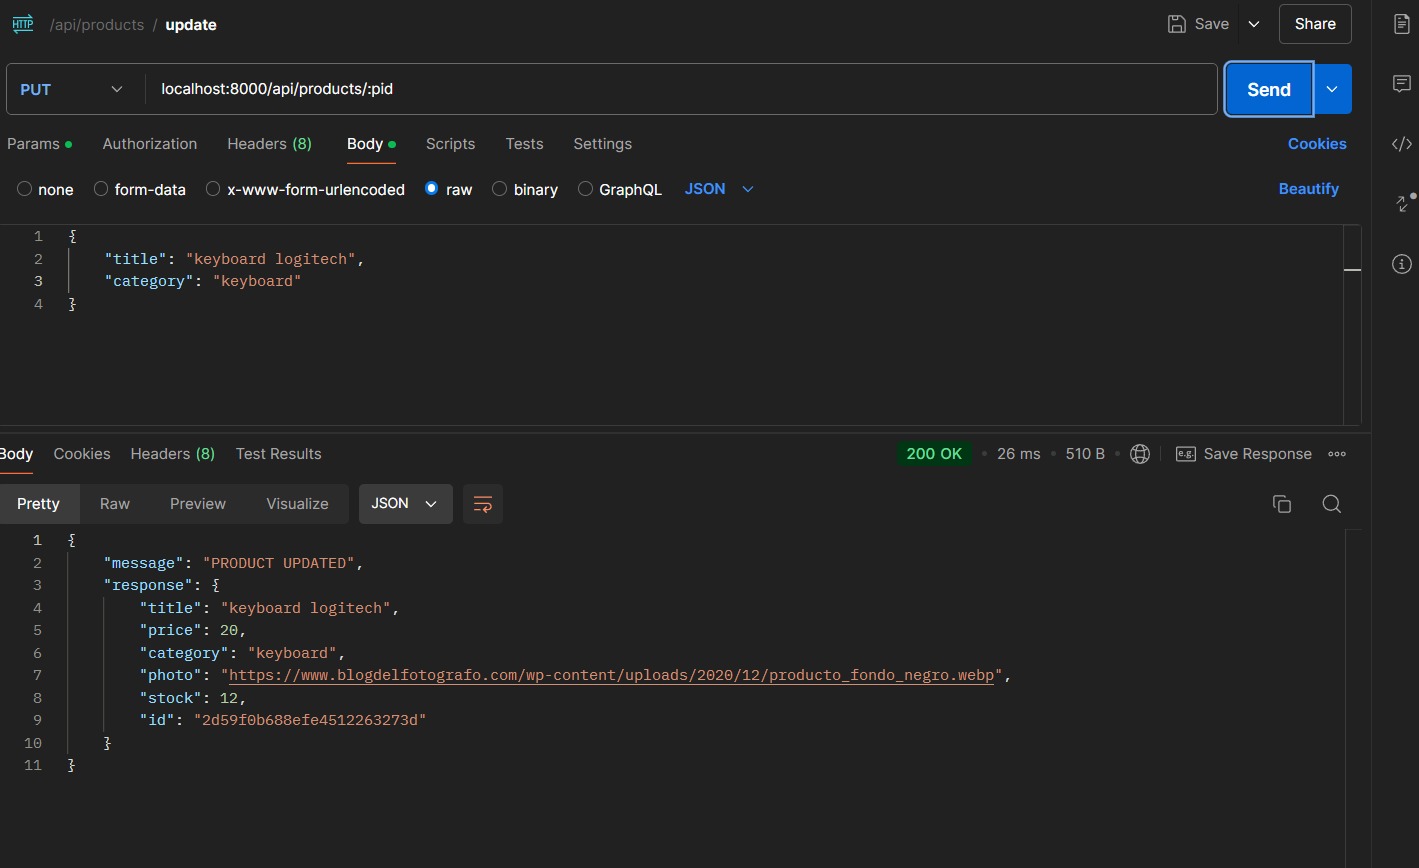 HTTP /api/products / update Save Share
PUT localhost:8000/api/products/:pid Send
Params Authorization Headers (8) Body Scripts Tests Settings Cookies
none form-data x-www-form-urlencoded raw binary GraphQL JSON Beautify
1 {
2 "title": "keyboard logitech",
3 "category": "keyboard"
4 }
Body Cookies Headers (8) Test Results 200 OK 26 ms 510 B e.g. Save Response
Pretty Raw Preview Visualize JSON
1 {
2 "message": "PRODUCT UPDATED",
3 "response": {
4 "title": "keyboard logitech",
5 "price": 20,
6 "category": "keyboard",
7 "photo": "https://www.blogdelfotografo.com/wp-content/uploads/2020/12/producto_fondo_negro.webp",
8 "stock": 12,
9 "id": "2d59f0b688efe4512263273d"
10 }
11 }